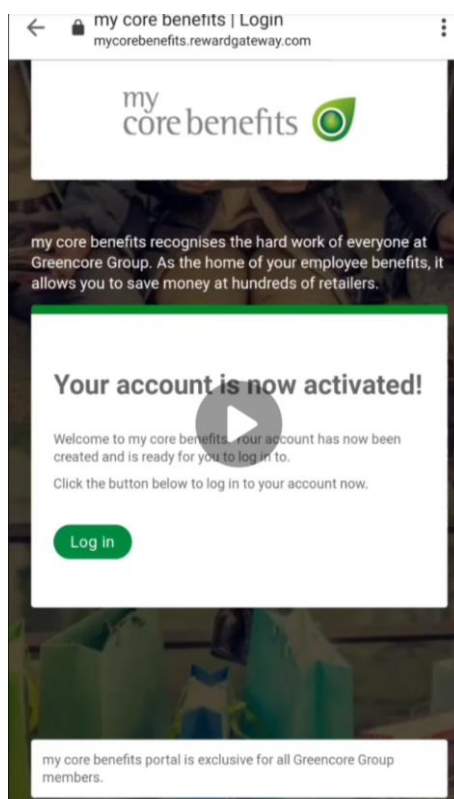 my core benefits | Login
mycorebenefits.rewardgateway.com
my
core benefits
my core benefits recognises the hard work of everyone at
Greencore Group. As the home of your employee benefits, it
allows you to save money at hundreds of retailers.
Your account is now activated!
Welcome to my core benefits. Your account has now been
created and is ready for you to log in to.
Click the button below to log in to your account now.
Log in
my core benefits portal is exclusive for all Greencore Group
members.